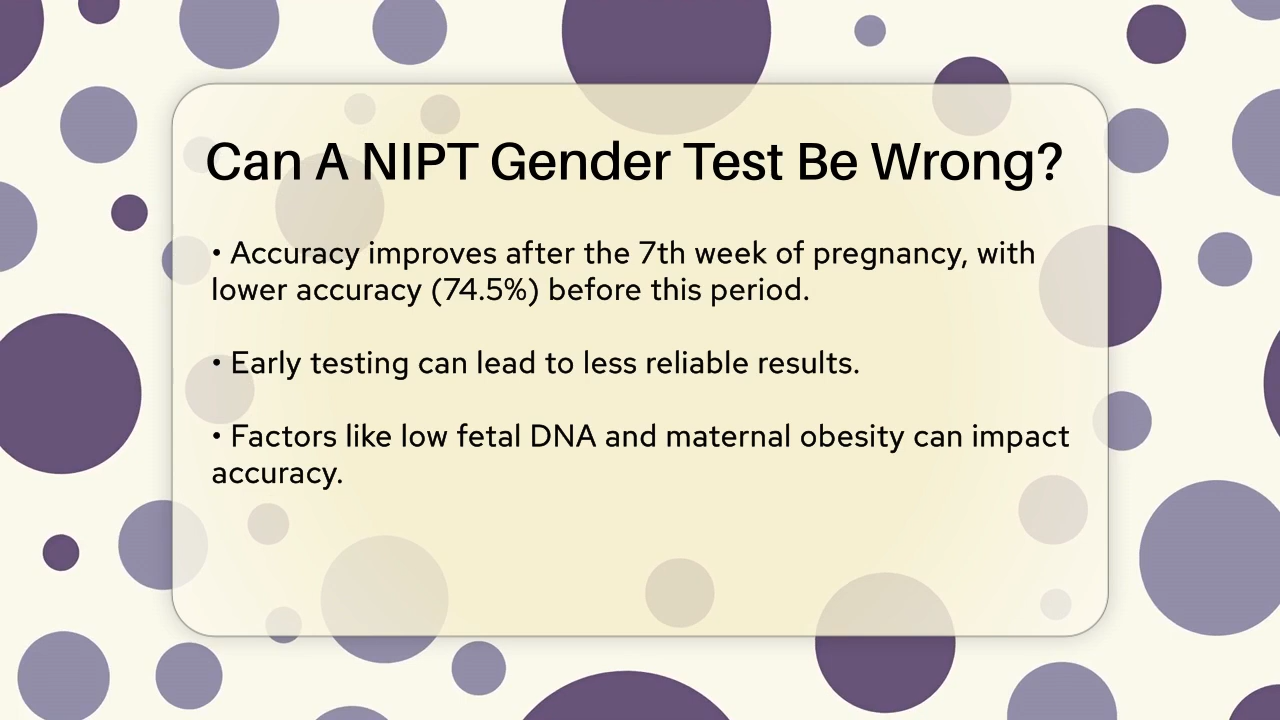 Can A NIPT Gender Test Be Wrong?
• Accuracy improves after the 7th week of pregnancy, with
lower accuracy (74.5%) before this period.
• Early testing can lead to less reliable results.
• Factors like low fetal DNA and maternal obesity can impact
accuracy.